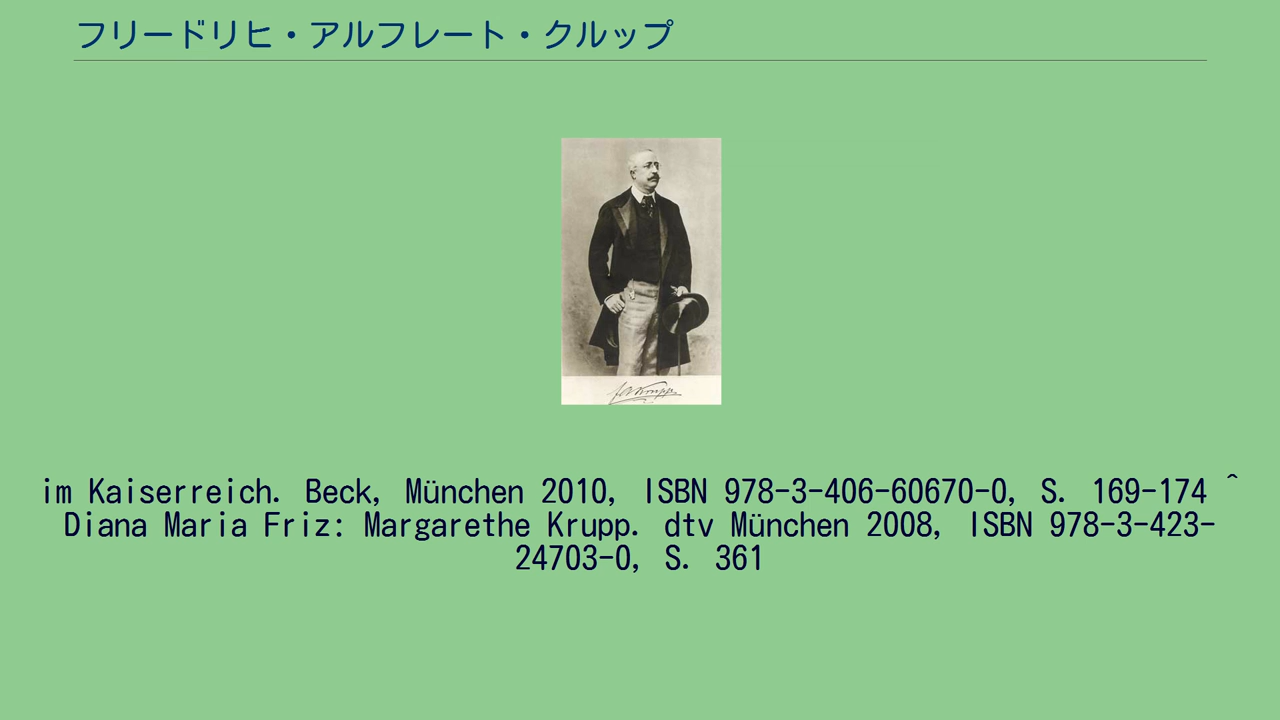 フリードリヒ・アルフレート・クルップ
im Kaiserreich. Beck, München 2010, ISBN 978-3-406-60670-0, S. 169-174 ^
Diana Maria Friz: Margarethe Krupp. dtv München 2008, ISBN 978-3-423-
24703-0, S. 361